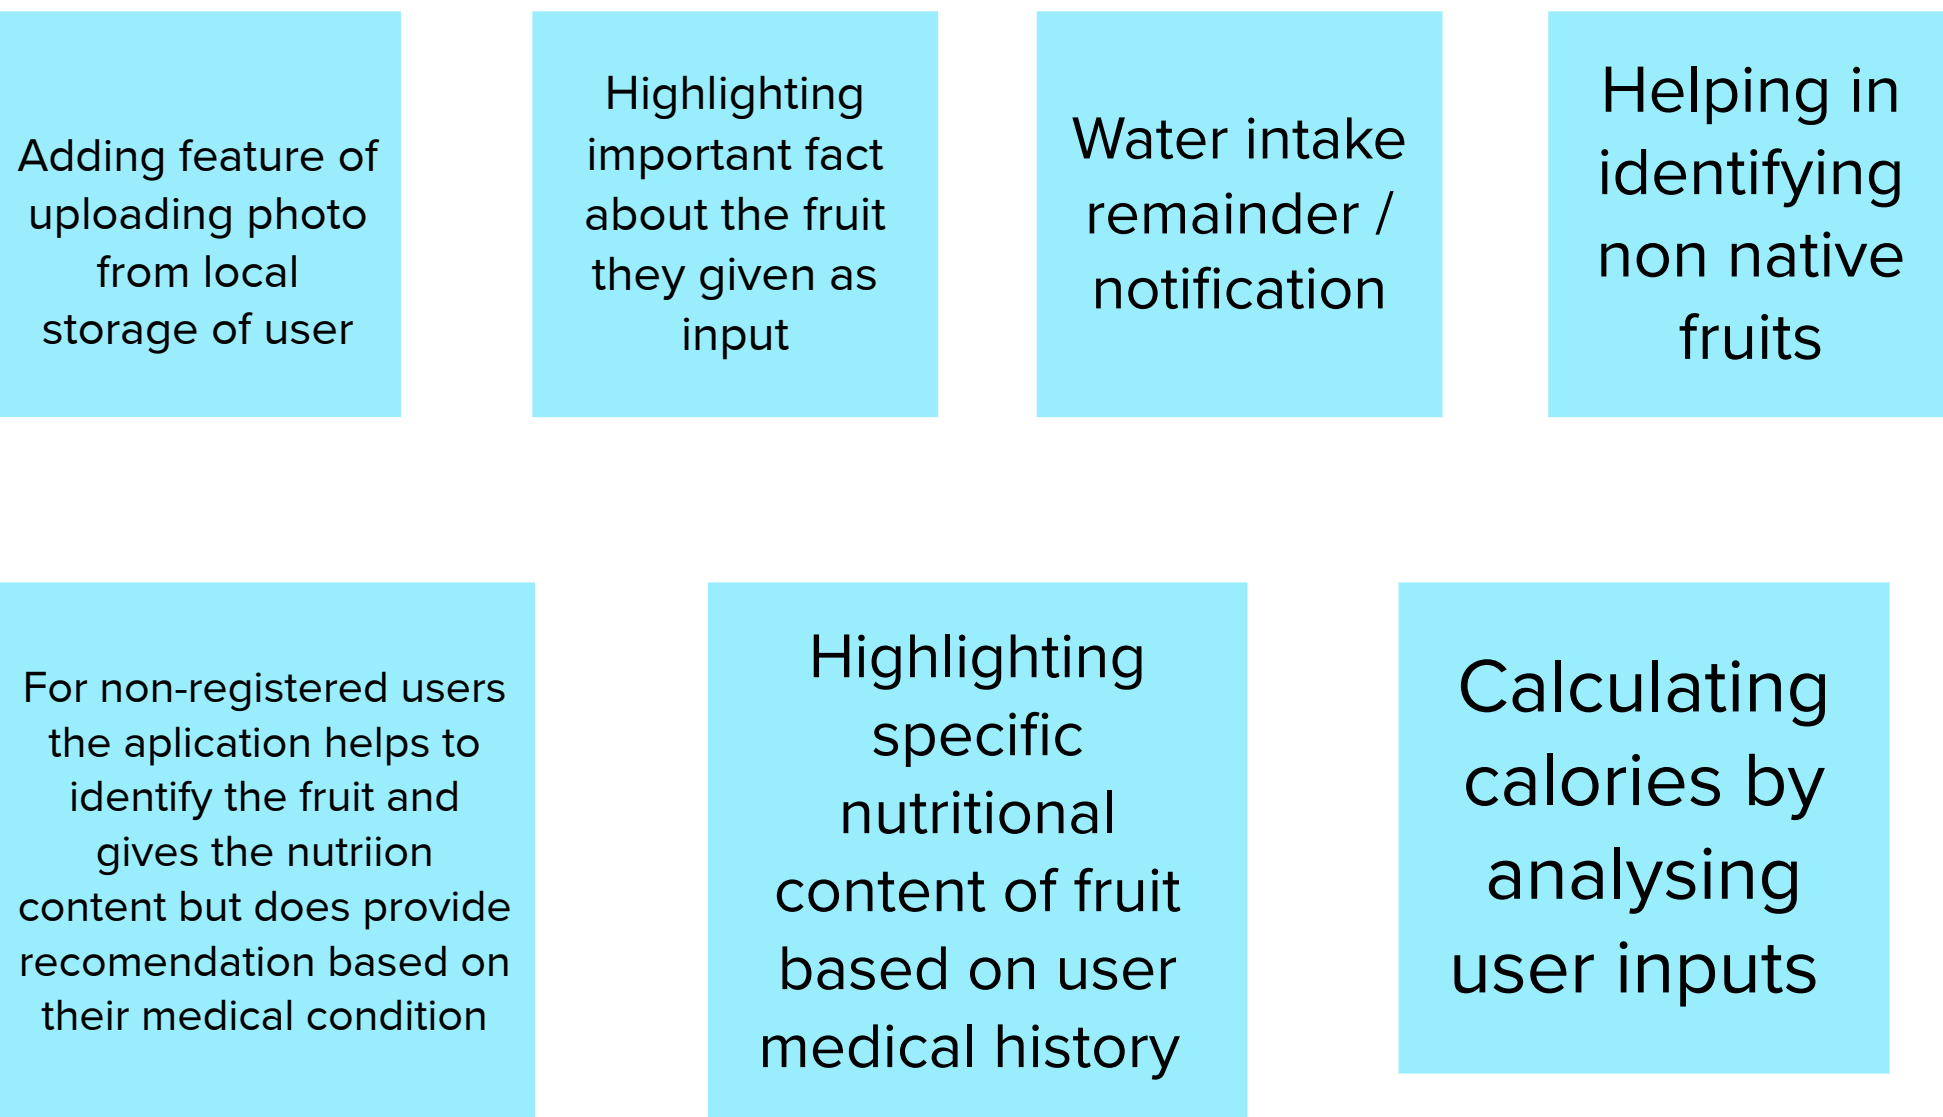 Adding feature of
uploading photo
from local
storage of user
Highlighting
important fact
about the fruit
they given as
input
Water intake
remainder /
notification
Helping in
identifying
non native
fruits
For non-registered users
the aplication helps to
identify the fruit and
gives the nutriion
content but does provide
recomendation based on
their medical condition
Highlighting
specific
nutritional
content of fruit
based on user
medical history
Calculating
calories by
analysing
user inputs